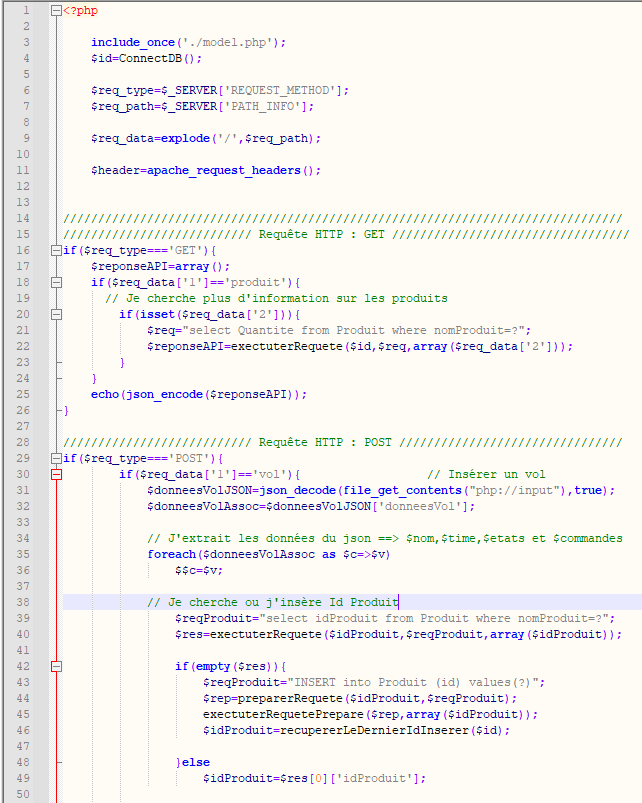 1 <?php
2
3 include_once('./model.php');
4 $id=ConnectDB();
5
6 $req_type=$_SERVER['REQUEST_METHOD'];
7 $req_path=$_SERVER['PATH_INFO'];
8
9 $req_data=explode('/',$req_path);
10
11 $header=apache_request_headers();
12
13
14 ////////////////////////////////////////////////////////////////////////////////
15 /////////////////////////// Requête HTTP : GET //////////////////////////////////
16 if($req_type==='GET'){
17 $reponseAPI=array();
18 if($req_data['1']=='produit'){
19 // Je cherche plus d'information sur les produits
20 if(isset($req_data['2'])){
21 $req="select Quantite from Produit where nomProduit=?";
22 $reponseAPI=exectuterRequete($id,$req,array($req_data['2']));
23 }
24 }
25 echo(json_encode($reponseAPI));
26 }
27
28 /////////////////////////// Requête HTTP : POST ////////////////////////////////
29 if($req_type==='POST'){
30 if($req_data['1']=='vol'){ // Insérer un vol
31 $donneesVolJSON=json_decode(file_get_contents("php://input"),true);
32 $donneesVolAssoc=$donneesVolJSON['donneesVol'];
33
34 // J'extrait les données du json ==> $nom,$time,$etats et $commandes
35 foreach($donneesVolAssoc as $c=>$v)
36 $$c=$v;
37
38 // Je cherche ou j'insère Id Produit
39 $reqProduit="select idProduit from Produit where nomProduit=?";
40 $res=exectuterRequete($idProduit,$reqProduit,array($idProduit));
41
42 if(empty($res)){
43 $reqProduit="INSERT into Produit (id) values(?)";
44 $rep=preparerRequete($idProduit,$reqProduit);
45 exectuterRequetePrepare($rep,array($idProduit));
46 $idProduit=recupererLeDernierIdInserer($id);
47
48 }else
49 $idProduit=$res[0]['idProduit'];
50